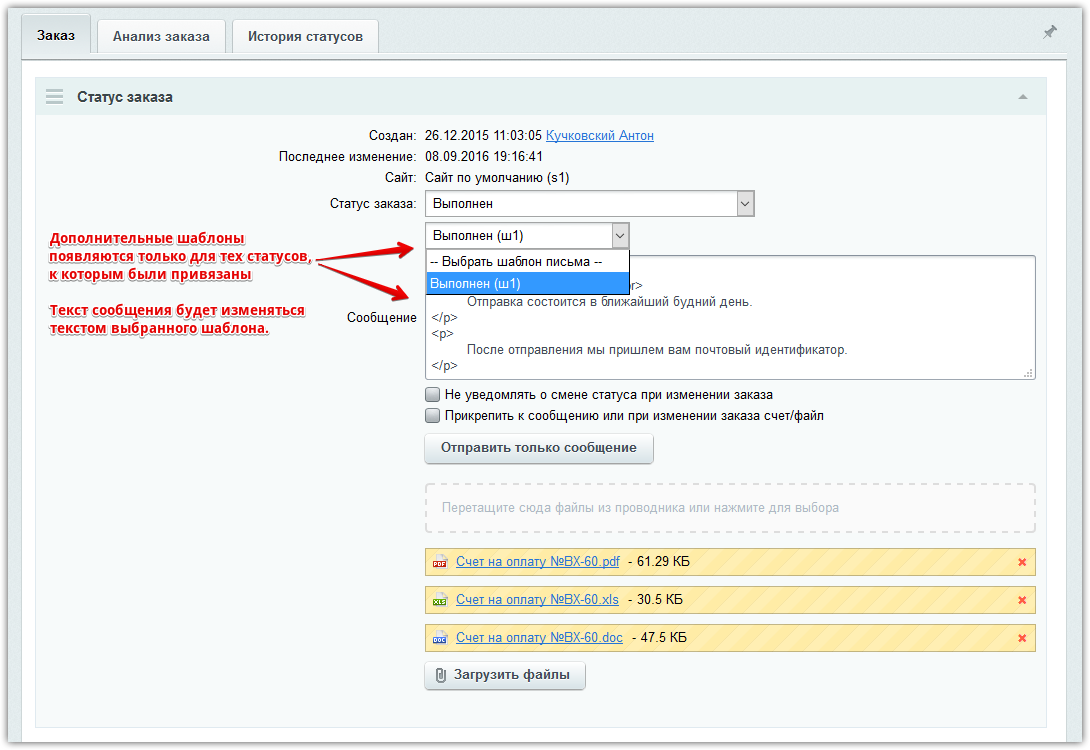 Заказ
Анализ заказа
История статусов
Статус заказа
Создан: 26.12.2015 11:03:05 Кучковский Антон
Последнее изменение: 08.09.2016 19:16:41
Сайт: Сайт по умолчанию (s1)
Статус заказа: Выполнен
Выполнен (ш1)
-- Выбрать шаблон письма --
Выполнен (ш1)
Дополнительные шаблоны
появляются только для тех статусов,
к которым были привязаны
Текст сообщения будет изменяться
текстом выбранного шаблона.
Сообщение
Отправка состоится в ближайший будний день.
</p>
<p>
После отправления мы пришлем вам почтовый идентификатор.
</p>
Не уведомлять о смене статуса при изменении заказа
Прикрепить к сообщению или при изменении заказа счет/файл
Отправить только сообщение
Перетащите сюда файлы из проводника или нажмите для выбора
PDF Счет на оплату №ВХ-60.pdf - 61.29 КБ
XLS Счет на оплату №ВХ-60.xls - 30.5 КБ
DOC Счет на оплату №ВХ-60.doc - 47.5 КБ
Загрузить файлы